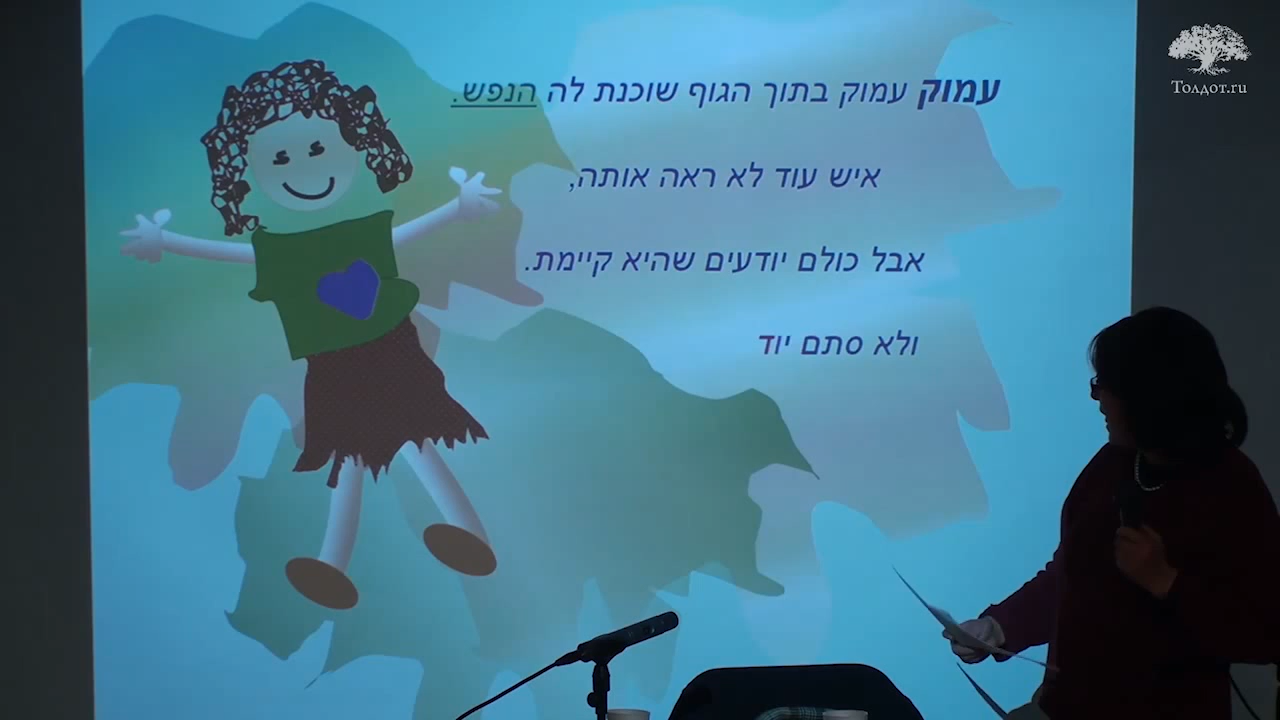 עמוק עמוק בתוך הגוף שוכנת לה הנפש.
איש עוד לא ראה אותה,
אבל כולם יודעים שהיא קיימת.
ולא סתם יוד
Толдот.ru